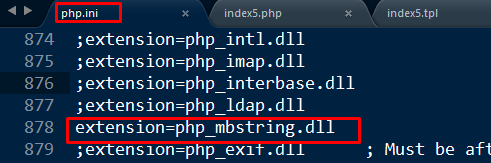 php.ini × index5.php × index5.tpl
874 ;extension=php_intl.dll
875 ;extension=php_imap.dll
876 ;extension=php_interbase.dll
877 ;extension=php_ldap.dll
878 extension=php_mbstring.dll
879 ;extension=php_exif.dll ; Must be aft